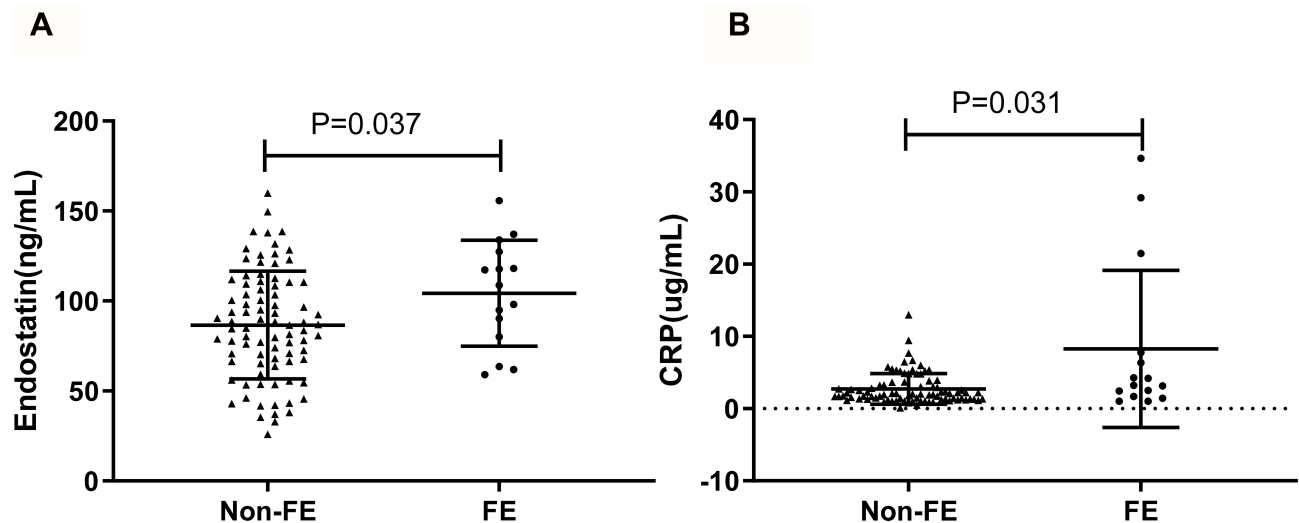 A
P=0.037
Endostatin(ng/mL)
200
150
100
50
0
Non-FE
FE
B
P=0.031
CRP(ug/mL)
40
30
20
10
0
-10
Non-FE
FE